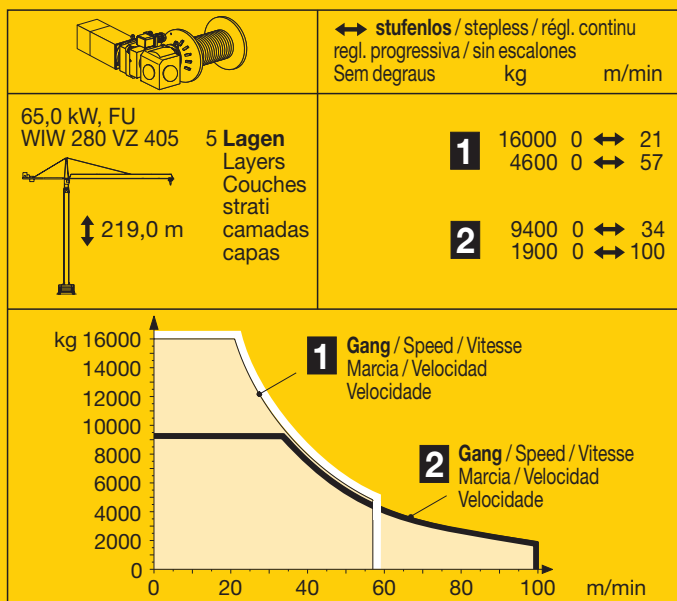 ↔ stufenlos / stepless / régl. continu
regl. progressiva / sin escalones
Sem degraus kg m/min
65,0 kW, FU
WIW 280 VZ 405 5 Lagen
Layers
Couches
strati
camadas
capas
↕ 219,0 m
1 16000 0 ↔ 21
4600 0 ↔ 57
2 9400 0 ↔ 34
1900 0 ↔ 100
kg 16000
14000
12000
10000
8000
6000
4000
2000
0
1 Gang / Speed / Vitesse
Marcia / Velocidad
Velocidade
2 Gang / Speed / Vitesse
Marcia / Velocidad
Velocidade
0 20 40 60 80 100 m/min